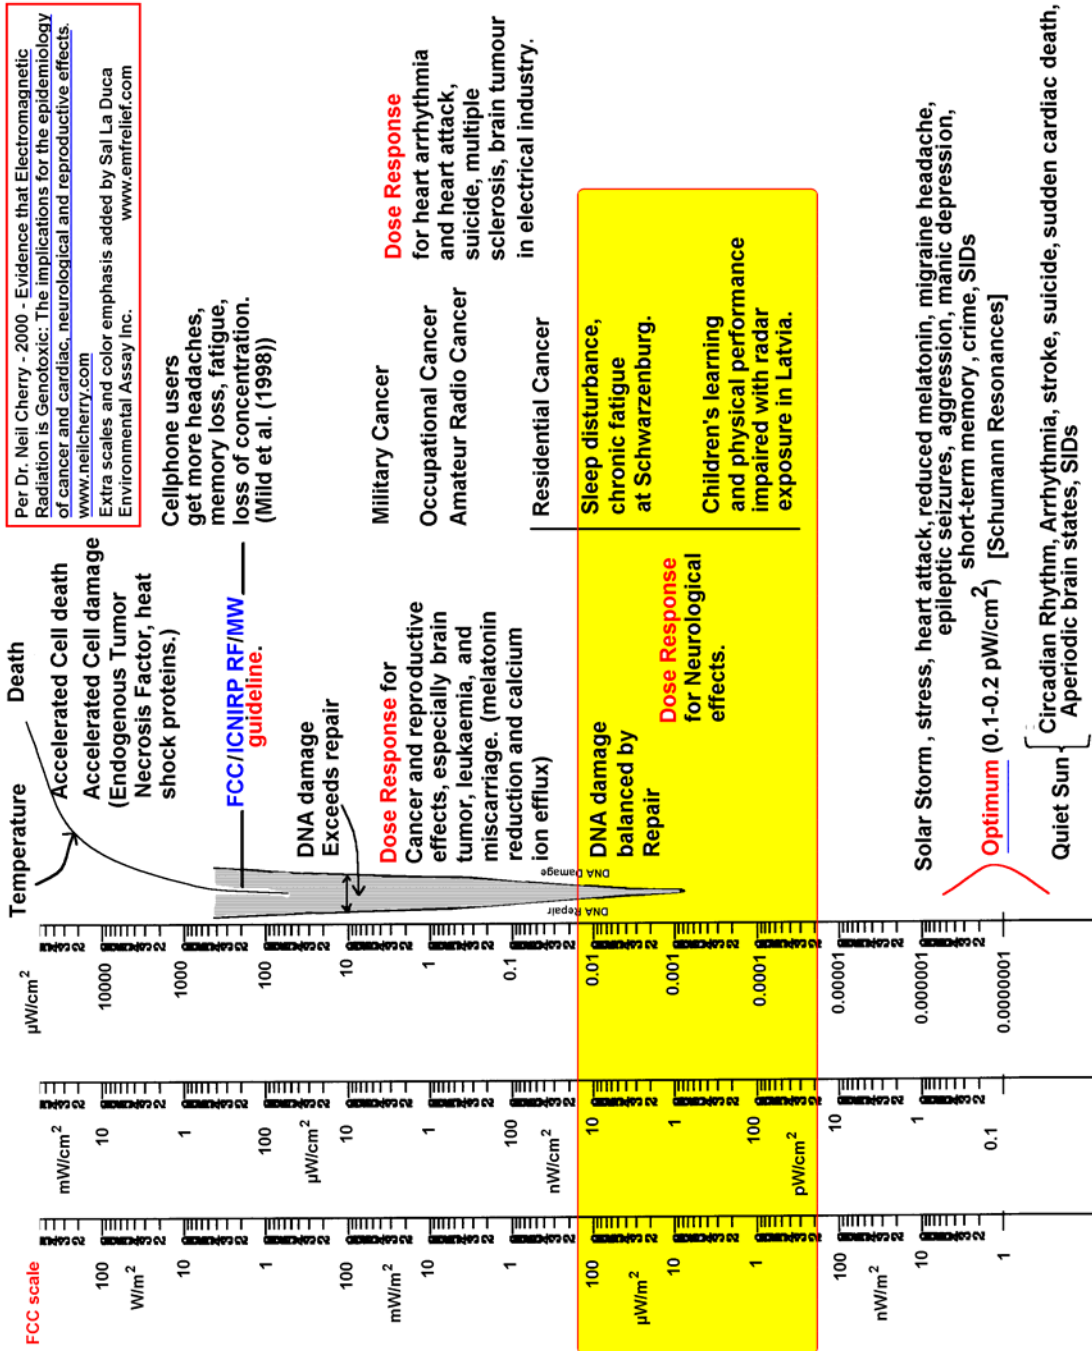 Per Dr. Neil Cherry - 2000 - Evidence that Electromagnetic
Radiation is Genotoxic: The implications for the epidemiology
of cancer and cardiac, neurological and reproductive effects.
www.neilcherry.com
Extra scales and color emphasis added by Sal La Duca
Environmental Assay Inc. www.emfrelief.com
Temperature
Death
Accelerated Cell death
Accelerated Cell damage
(Endogenous Tumor
Necrosis Factor, heat
shock proteins.)
Cellphone users
get more headaches,
memory loss, fatigue,
loss of concentration.
(Mild et al. (1998))
FCC/ICNIRP RF/MW
guideline.
DNA damage
Exceeds repair
Dose Response for
Cancer and reproductive
effects, especially brain
tumor, leukaemia, and
miscarriage. (melatonin
reduction and calcium
ion efflux)
Military Cancer
Occupational Cancer
Amateur Radio Cancer
Residential Cancer
Dose Response
for heart arrhythmia
and heart attack,
suicide, multiple
sclerosis, brain tumour
in electrical industry.
DNA Repair
DNA Damage
DNA damage
balanced by
Repair
Sleep disturbance,
chronic fatigue
at Schwarzenburg.
Dose Response
for Neurological
effects.
Children's learning
and physical performance
impaired with radar
exposure in Latvia.
Solar Storm, stress, heart attack, reduced melatonin, migraine headache,
epileptic seizures, aggression, manic depression,
short-term memory , crime, SIDs
Optimum (0.1-0.2 pW/cm²) [Schumann Resonances]
Quiet Sun
Circadian Rhythm, Arrhythmia, stroke, suicide, sudden cardiac death,
Aperiodic brain states, SIDs
µW/cm²
10000
1000
100
10
1
0.1
0.01
0.001
0.0001
0.00001
0.000001
0.0000001
mW/cm²
10
1
100
µW/cm²
10
1
100
nW/cm²
10
1
100
pW/cm²
10
1
0.1
FCC scale
100
W/m²
10
1
100
mW/m²
10
1
100
µW/m²
10
1
100
nW/m²
10
1